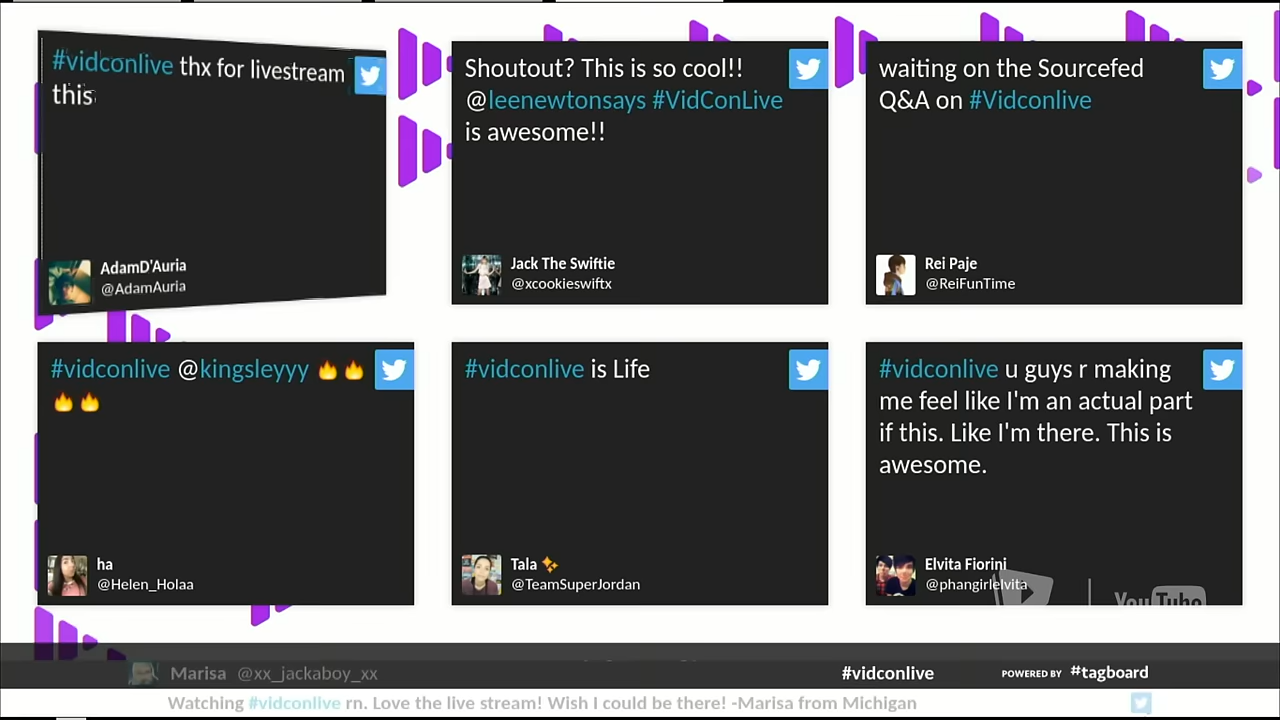 #vidconlive thx for livestream
this
AdamD'Auria
@AdamAuria
Shoutout? This is so cool!!
@leenewtonsays #VidConLive
is awesome!!
Jack The Swiftie
@xcookieswiftx
waiting on the Sourcefed
Q&A on #Vidconlive
Rei Paje
@ReiFunTime
#vidconlive @kingsleyyy 🔥🔥
🔥🔥
ha
@Helen_Holaa
#vidconlive is Life
Tala ✨
@TeamSuperJordan
#vidconlive u guys r making
me feel like I'm an actual part
if this. Like I'm there. This is
awesome.
Elvita Fiorini
@phangirlelvita
YouTube
Marisa @xx_jackaboy_xx
#vidconlive
POWERED BY #tagboard
Watching #vidconlive rn. Love the live stream! Wish I could be there! -Marisa from Michigan